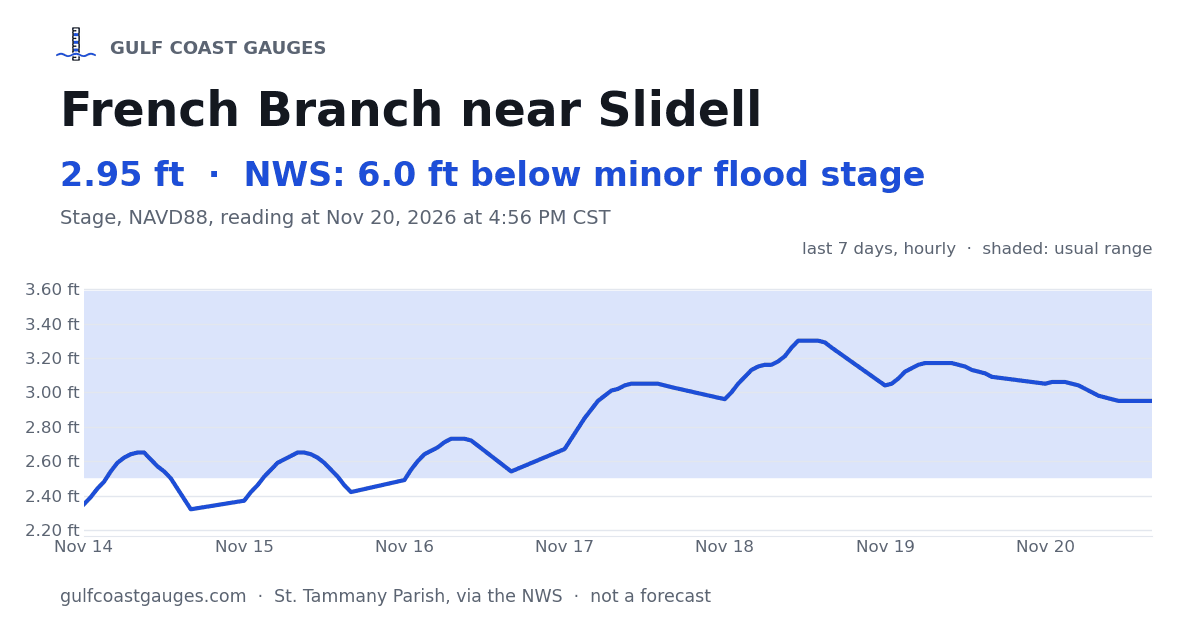 GULF COAST GAUGES
French Branch near Slidell
2.95 ft · NWS: 6.0 ft below minor flood stage
Stage, NAVD88, reading at Nov 20, 2026 at 4:56 PM CST
last 7 days, hourly · shaded: usual range
3.60 ft
3.40 ft
3.20 ft
3.00 ft
2.80 ft
2.60 ft
2.40 ft
2.20 ft
Nov 14 Nov 15 Nov 16 Nov 17 Nov 18 Nov 19 Nov 20
gulfcoastgauges.com · St. Tammany Parish, via the NWS · not a forecast